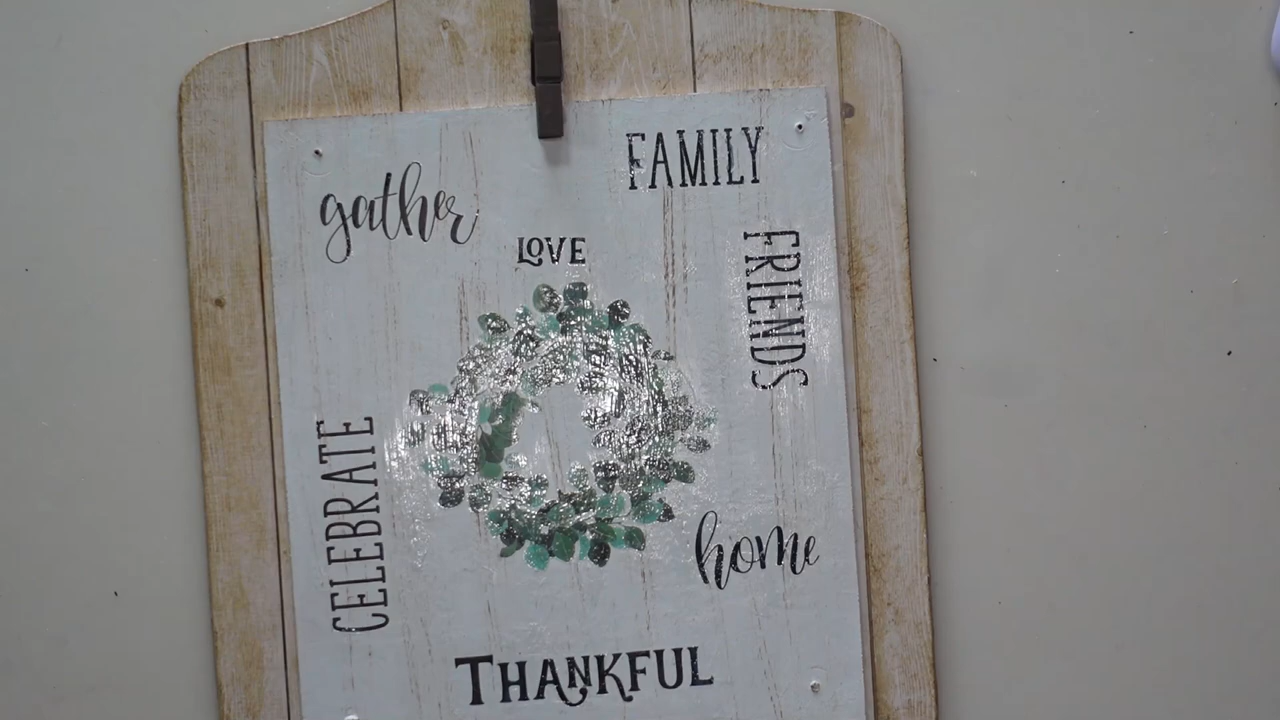 FAMILY
gather
LOVE
FRIENDS
CELEBRATE
home
THANKFUL